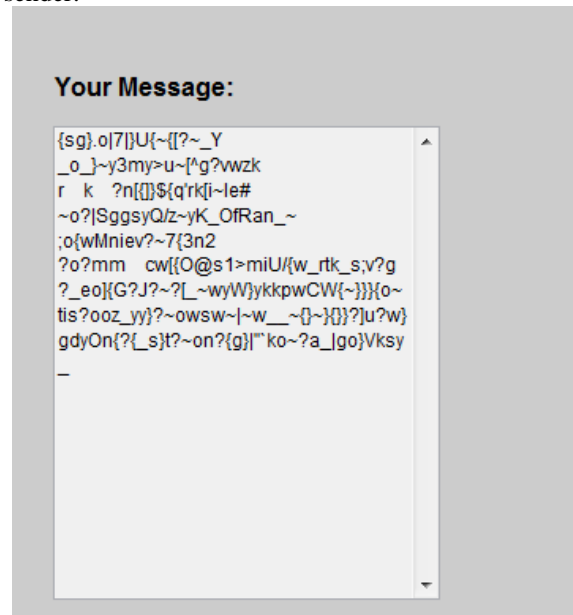 sender.
Your Message:
{sg}.o|7|}U{~{[?~_Y
_o_}~y3my>u~[^g?vwzk
r k ?n[{]}${q'rk[i~le#
~o?|SggsyQ/z~yK_OfRan_~
;o{wMniev?~7{3n2
?o?mm cw[{O@s1>miU/{w_rtk_s;v?g
?_eo]{G?J?~?[_~wyW}ykkpwCW{~}}}{o~
tis?ooz_yy}?~owsw~|~w__~{}~}{}}?]u?w}
gdyOn{?{_s}t?~on?{g}|"`ko~?a_|go}Vksy
_